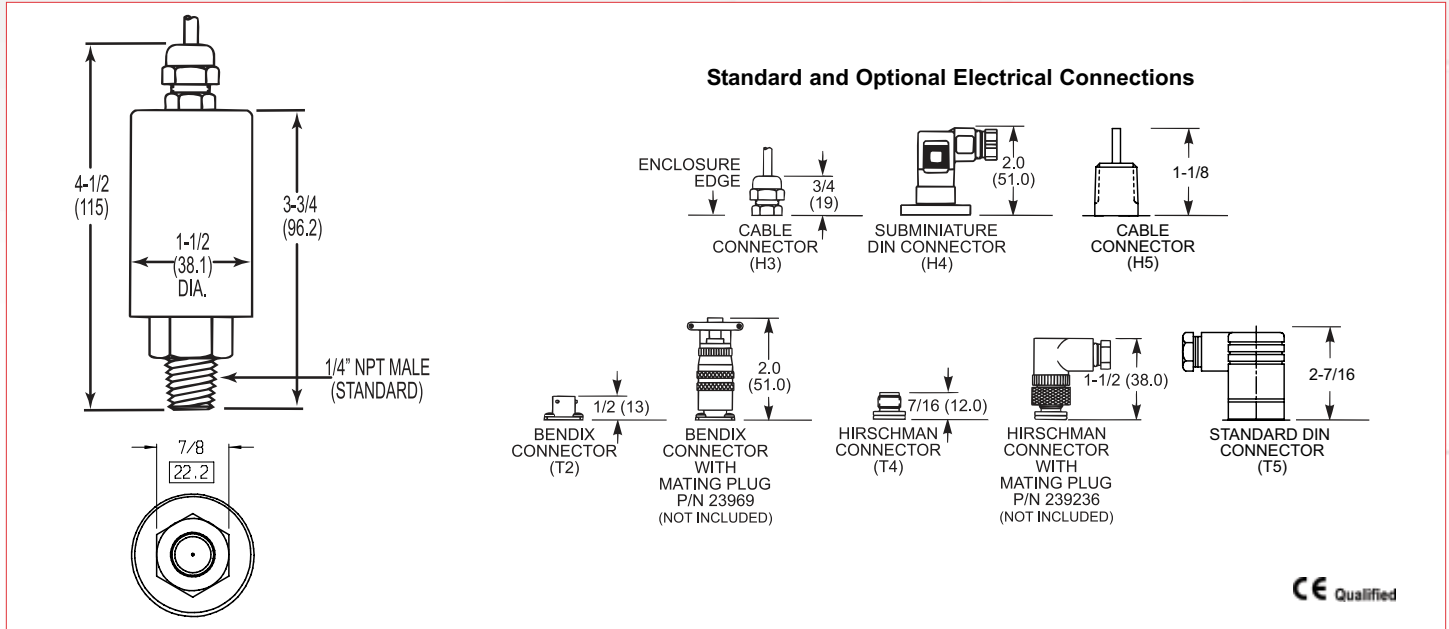 Standard and Optional Electrical Connections
4-1/2
(115)
3-3/4
(96.2)
1-1/2
(38.1)
DIA.
1/4" NPT MALE
(STANDARD)
7/8
22.2
ENCLOSURE
EDGE
3/4
(19)
CABLE
CONNECTOR
(H3)
2.0
(51.0)
SUBMINIATURE
DIN CONNECTOR
(H4)
1-1/8
CABLE
CONNECTOR
(H5)
1/2 (13)
BENDIX
CONNECTOR
(T2)
2.0
(51.0)
BENDIX
CONNECTOR
WITH
MATING PLUG
P/N 23969
(NOT INCLUDED)
7/16 (12.0)
HIRSCHMAN
CONNECTOR
(T4)
1-1/2 (38.0)
HIRSCHMAN
CONNECTOR
WITH
MATING PLUG
P/N 239236
(NOT INCLUDED)
2-7/16
STANDARD DIN
CONNECTOR
(T5)
CE Qualified